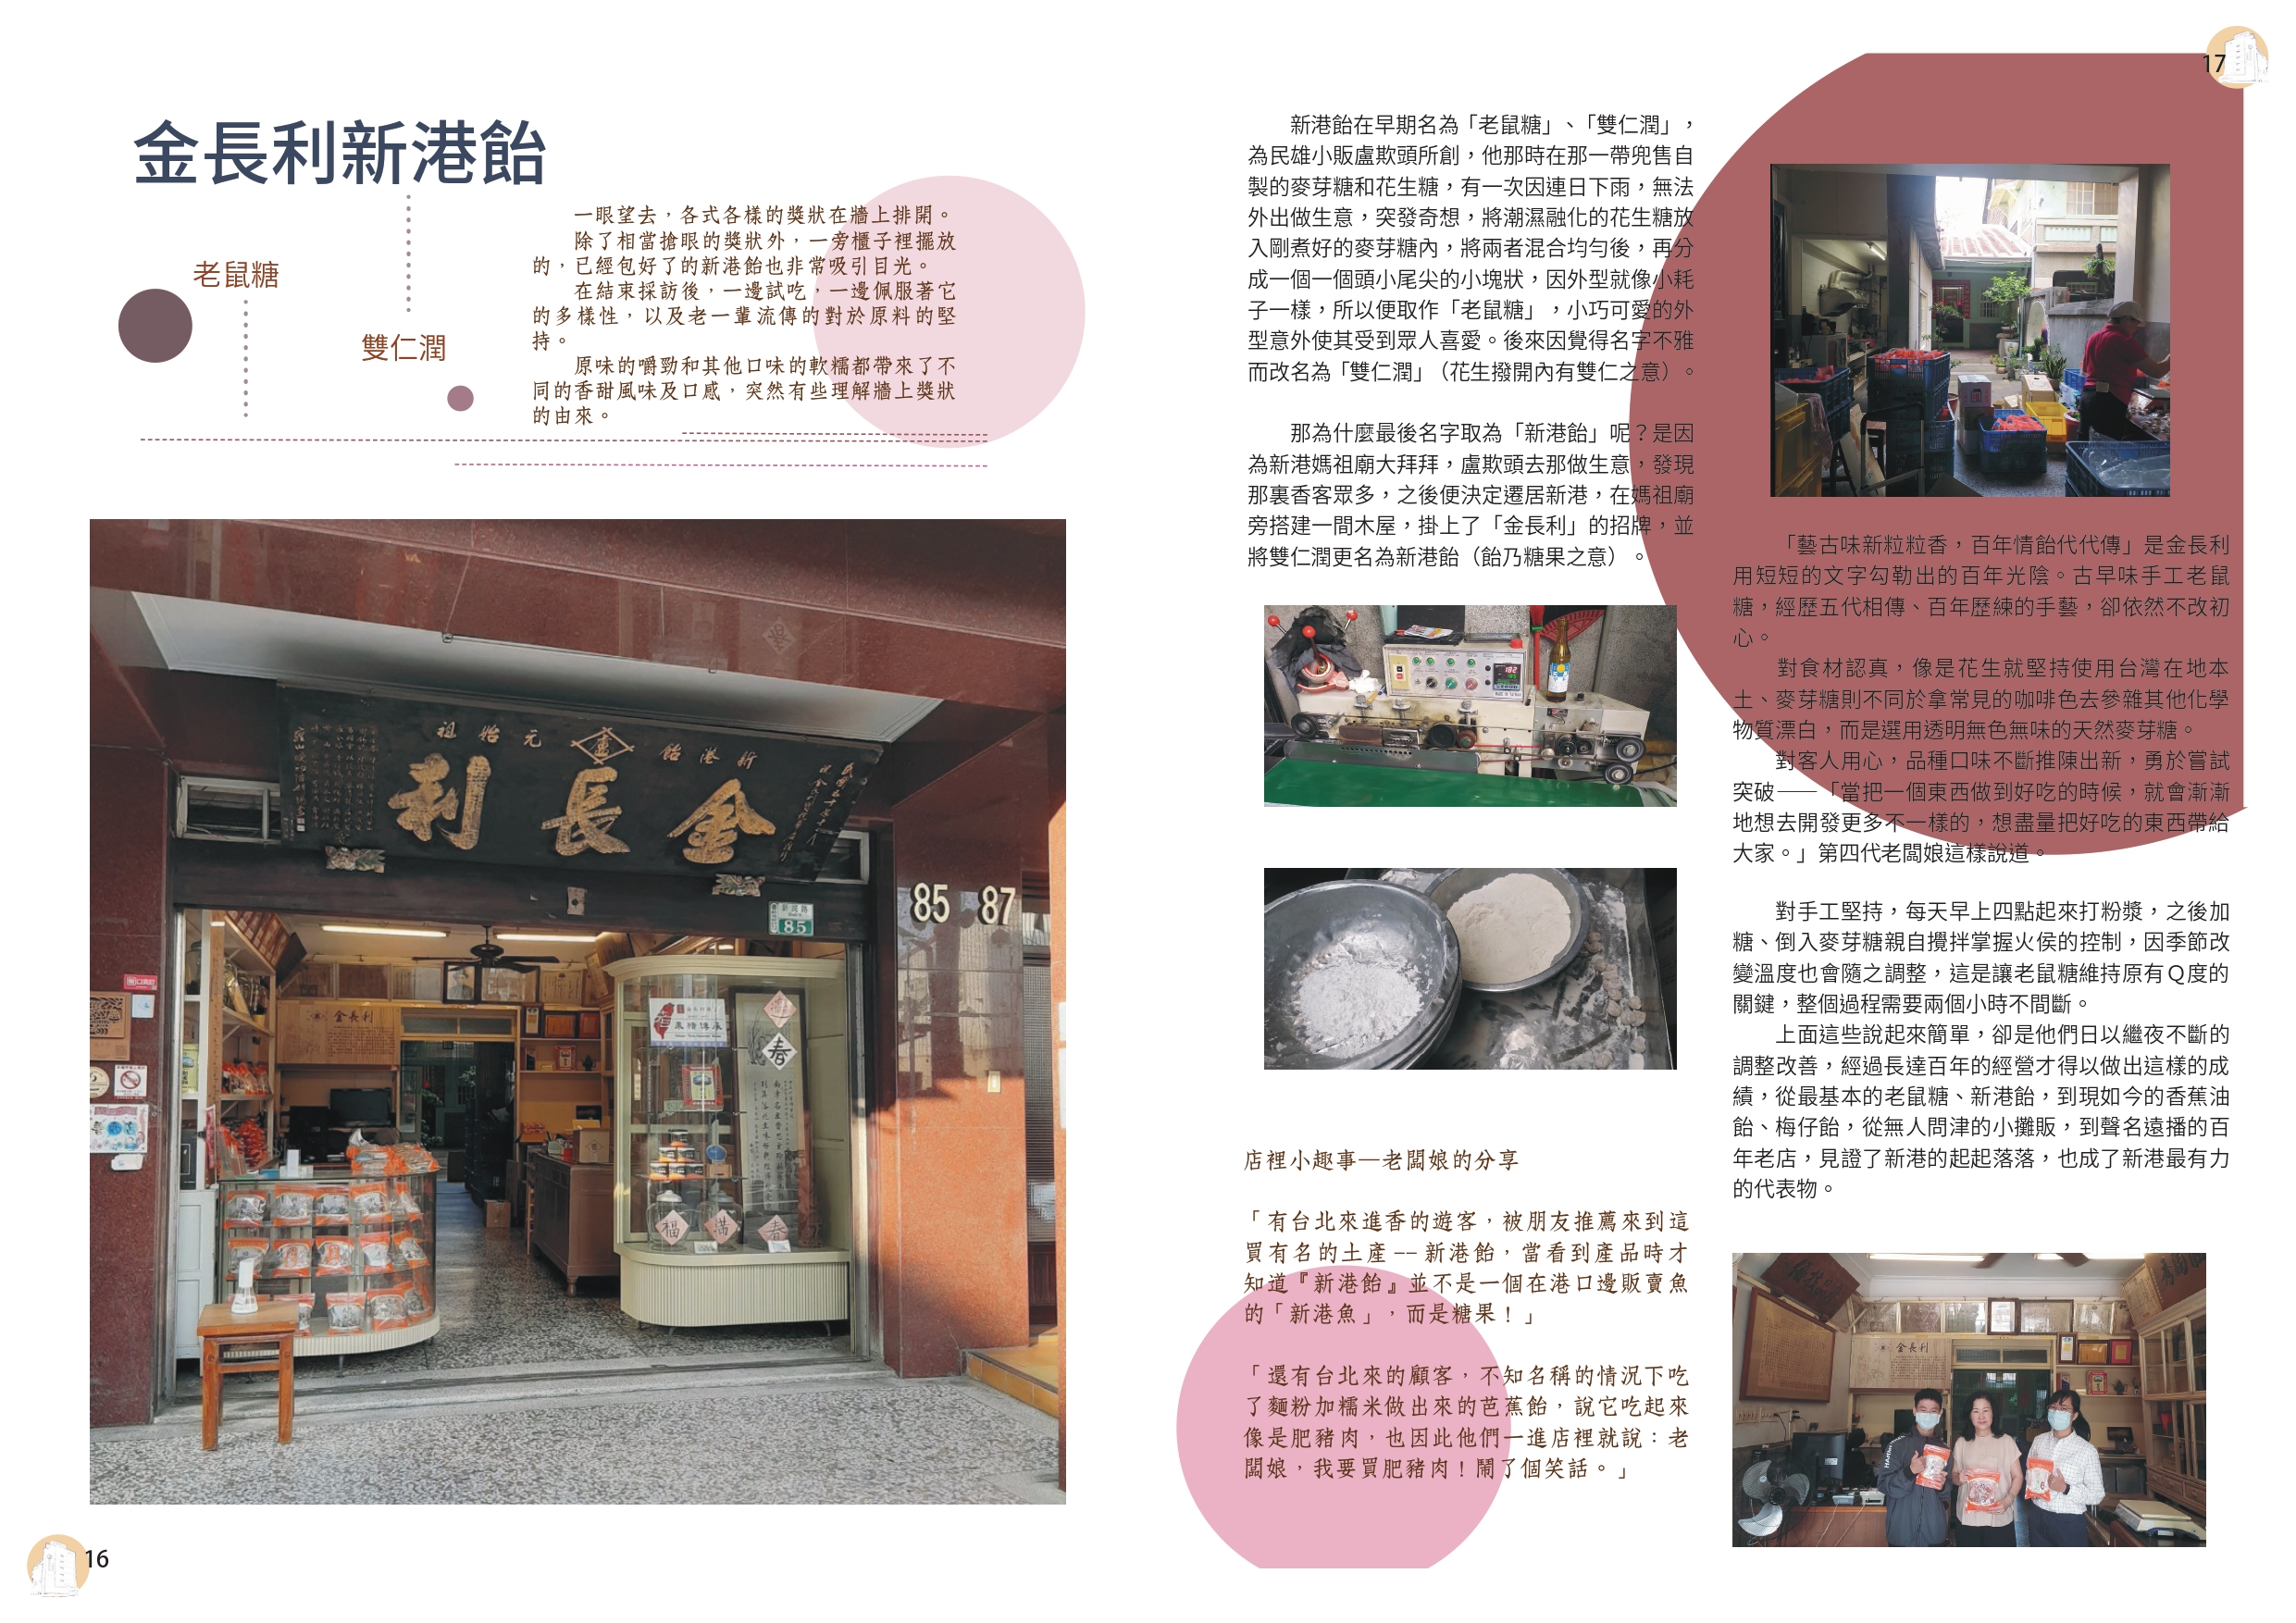 金長利新港飴
老鼠糖
雙仁潤
一眼望去，各式各樣的獎狀在牆上排開。
除了相當搶眼的獎狀外，一旁櫃子裡擺放
的，已經包好了的新港飴也非常吸引目光。
在結束採訪後，一邊試吃，一邊佩服著它
的多樣性，以及老一輩流傳的對於原料的堅
持。
原味的嚼勁和其他口味的軟糯都帶來了不
同的香甜風味及口感，突然有些理解牆上獎狀
的由來。
祖始元 盧 飴港新
利長金
85 87
85
金長利
春
福
滿
春
16
新港飴在早期名為「老鼠糖」、「雙仁潤」，
為民雄小販盧欺頭所創，他那時在那一帶兜售自
製的麥芽糖和花生糖，有一次因連日下雨，無法
外出做生意，突發奇想，將潮濕融化的花生糖放
入剛煮好的麥芽糖內，將兩者混合均勻後，再分
成一個一個頭小尾尖的小塊狀，因外型就像小耗
子一樣，所以便取作「老鼠糖」，小巧可愛的外
型意外使其受到眾人喜愛。後來因覺得名字不雅
而改名為「雙仁潤」（花生撥開內有雙仁之意）。
那為什麼最後名字取為「新港飴」呢？是因
為新港媽祖廟大拜拜，盧欺頭去那做生意，發現
那裏香客眾多，之後便決定遷居新港，在媽祖廟
旁搭建一間木屋，掛上了「金長利」的招牌，並
將雙仁潤更名為新港飴（飴乃糖果之意）。
店裡小趣事—老闆娘的分享
「有台北來進香的遊客，被朋友推薦來到這
買有名的土產 -- 新港飴，當看到產品時才
知道『新港飴』並不是一個在港口邊販賣魚
的「新港魚」，而是糖果！」
「還有台北來的顧客，不知名稱的情況下吃
了麵粉加糯米做出來的芭蕉飴，說它吃起來
像是肥豬肉，也因此他們一進店裡就說：老
闆娘，我要買肥豬肉！鬧了個笑話。」
17
「藝古味新粒粒香，百年情飴代代傳」是金長利
用短短的文字勾勒出的百年光陰。古早味手工老鼠
糖，經歷五代相傳、百年歷練的手藝，卻依然不改初
心。
對食材認真，像是花生就堅持使用台灣在地本
土、麥芽糖則不同於拿常見的咖啡色去參雜其他化學
物質漂白，而是選用透明無色無味的天然麥芽糖。
對客人用心，品種口味不斷推陳出新，勇於嘗試
突破——「當把一個東西做到好吃的時候，就會漸漸
地想去開發更多不一樣的，想盡量把好吃的東西帶給
大家。」第四代老闆娘這樣說道。
對手工堅持，每天早上四點起來打粉漿，之後加
糖、倒入麥芽糖親自攪拌掌握火侯的控制，因季節改
變溫度也會隨之調整，這是讓老鼠糖維持原有Ｑ度的
關鍵，整個過程需要兩個小時不間斷。
上面這些說起來簡單，卻是他們日以繼夜不斷的
調整改善，經過長達百年的經營才得以做出這樣的成
績，從最基本的老鼠糖、新港飴，到現如今的香蕉油
飴、梅仔飴，從無人問津的小攤販，到聲名遠播的百
年老店，見證了新港的起起落落，也成了新港最有力
的代表物。
金長利